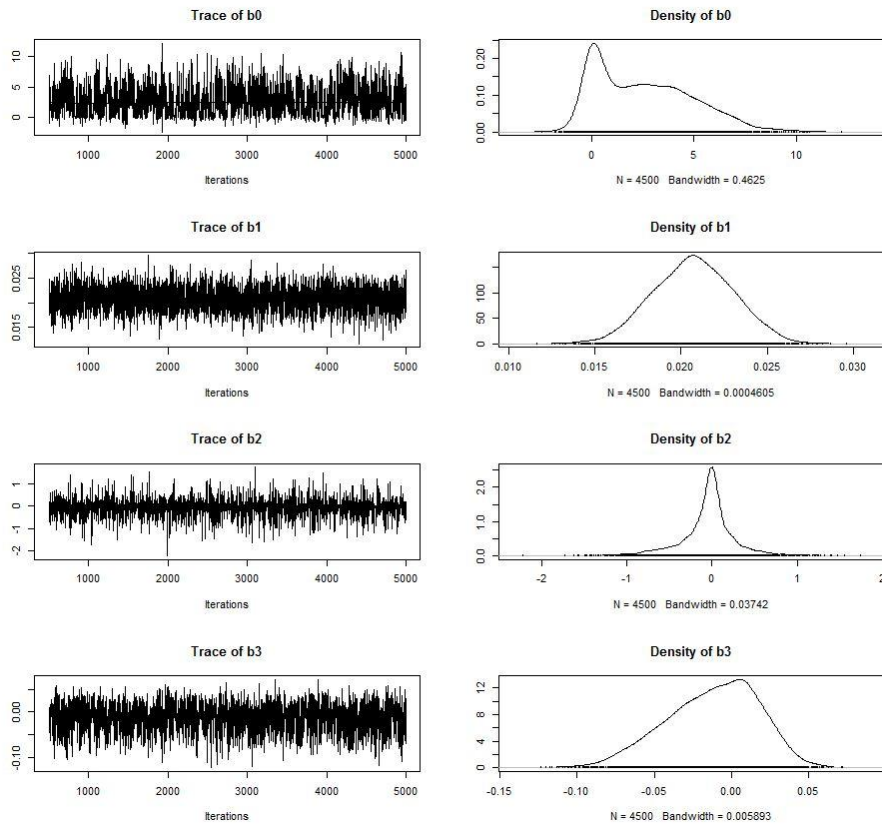 Trace of b0
Density of b0
10
5
0
0.20
0.10
0.00
1000 2000 3000 4000 5000
0 5 10
Iterations
N = 4500 Bandwidth = 0.4625
Trace of b1
Density of b1
0.025
0.015
100
50
0
1000 2000 3000 4000 5000
0.010 0.015 0.020 0.025 0.030
Iterations
N = 4500 Bandwidth = 0.0004605
Trace of b2
Density of b2
1
0
-1
-2
2.0
1.0
0.0
1000 2000 3000 4000 5000
-2 -1 0 1 2
Iterations
N = 4500 Bandwidth = 0.03742
Trace of b3
Density of b3
0.00
-0.10
12
8
4
0
1000 2000 3000 4000 5000
-0.15 -0.10 -0.05 0.00 0.05
Iterations
N = 4500 Bandwidth = 0.005893